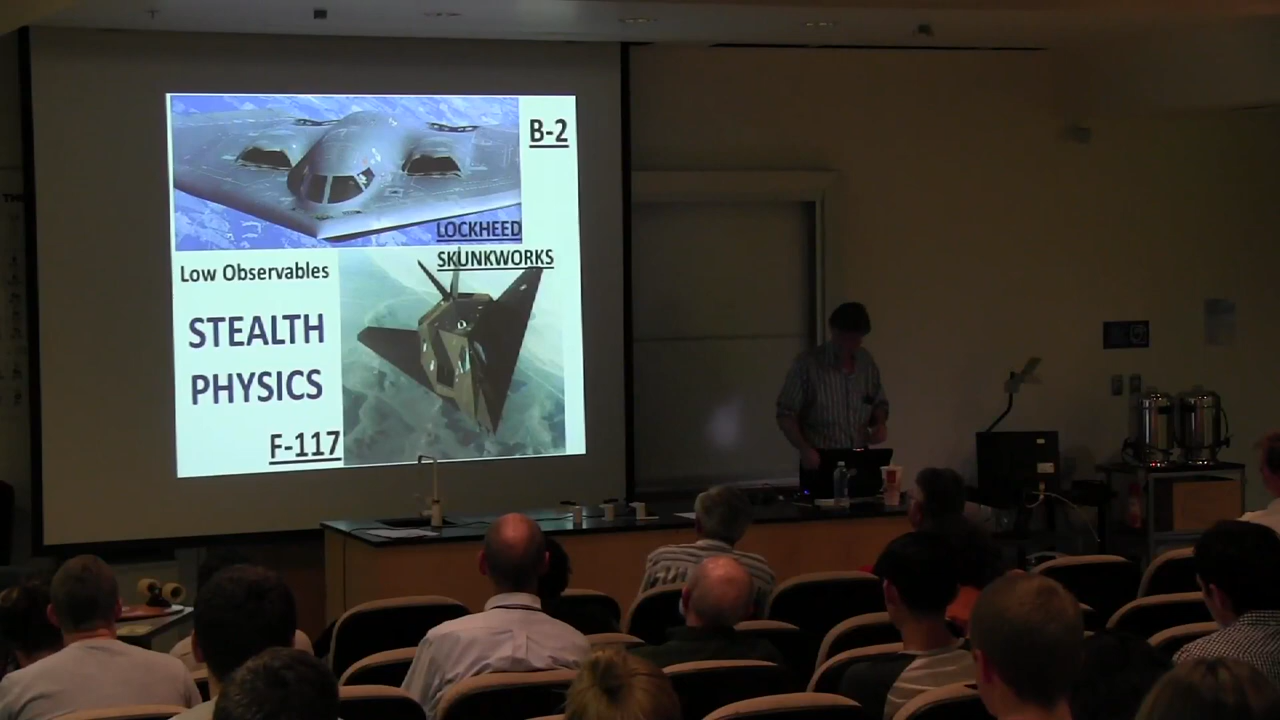 B-2
LOCKHEED
SKUNKWORKS
Low Observables
STEALTH
PHYSICS
F-117